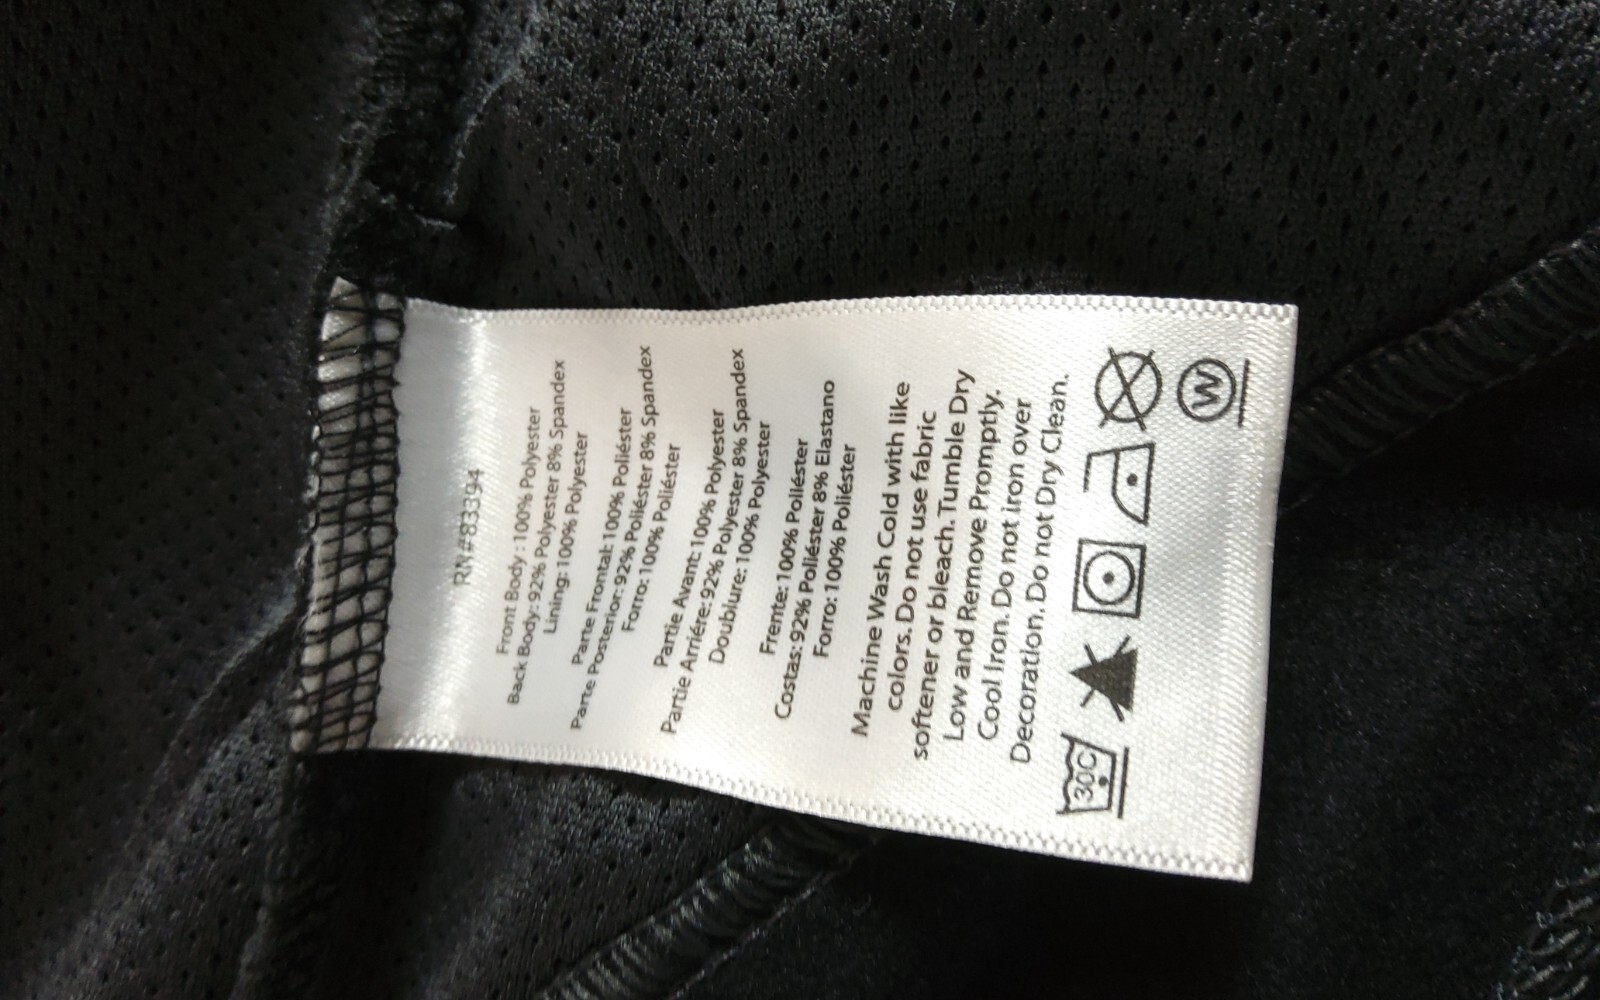 RN#83394
Front Body : 100% Polyester
Back Body: 92% Polyester 8% Spandex
Lining: 100% Polyester
Parte Frontal: 100% Poliéster
Parte Posterior: 92% Poliéster 8% Spandex
Forro: 100% Poliéster
Partie Avant: 100% Polyester
Partie Arriére: 92% Polyester 8% Spandex
Doublure: 100% Polyester
Frente: 100% Poliéster
Costas: 92% Poliéster 8% Elastano
Forro: 100% Poliéster
Machine Wash Cold with like
colors. Do not use fabric
softener or bleach. Tumble Dry
Low and Remove Promptly.
Cool Iron. Do not iron over
Decoration. Do not Dry Clean.
30C
W